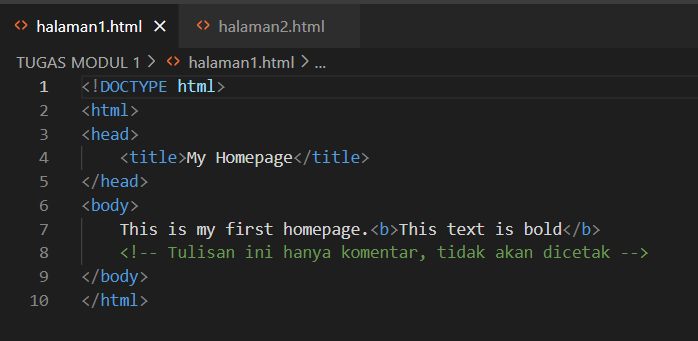 halaman1.html × halaman2.html
TUGAS MODUL 1 > halaman1.html > ...
1 <!DOCTYPE html>
2 <html>
3 <head>
4 <title>My Homepage</title>
5 </head>
6 <body>
7 This is my first homepage.<b>This text is bold</b>
8 <!-- Tulisan ini hanya komentar, tidak akan dicetak -->
9 </body>
10 </html>